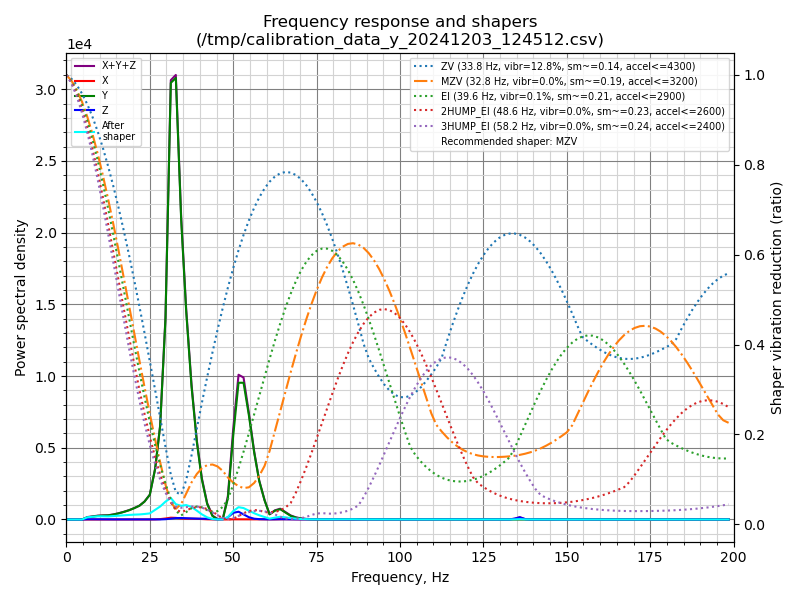 Frequency response and shapers
(/tmp/calibration_data_y_20241203_124512.csv)
1e4
X+Y+Z
X
Y
Z
After
shaper
ZV (33.8 Hz, vibr=12.8%, sm~=0.14, accel<=4300)
MZV (32.8 Hz, vibr=0.0%, sm~=0.19, accel<=3200)
EI (39.6 Hz, vibr=0.1%, sm~=0.21, accel<=2900)
2HUMP_EI (48.6 Hz, vibr=0.0%, sm~=0.23, accel<=2600)
3HUMP_EI (58.2 Hz, vibr=0.0%, sm~=0.24, accel<=2400)
Recommended shaper: MZV
Power spectral density
3.0
2.5
2.0
1.5
1.0
0.5
0.0
Shaper vibration reduction (ratio)
1.0
0.8
0.6
0.4
0.2
0.0
0 25 50 75 100 125 150 175 200
Frequency, Hz